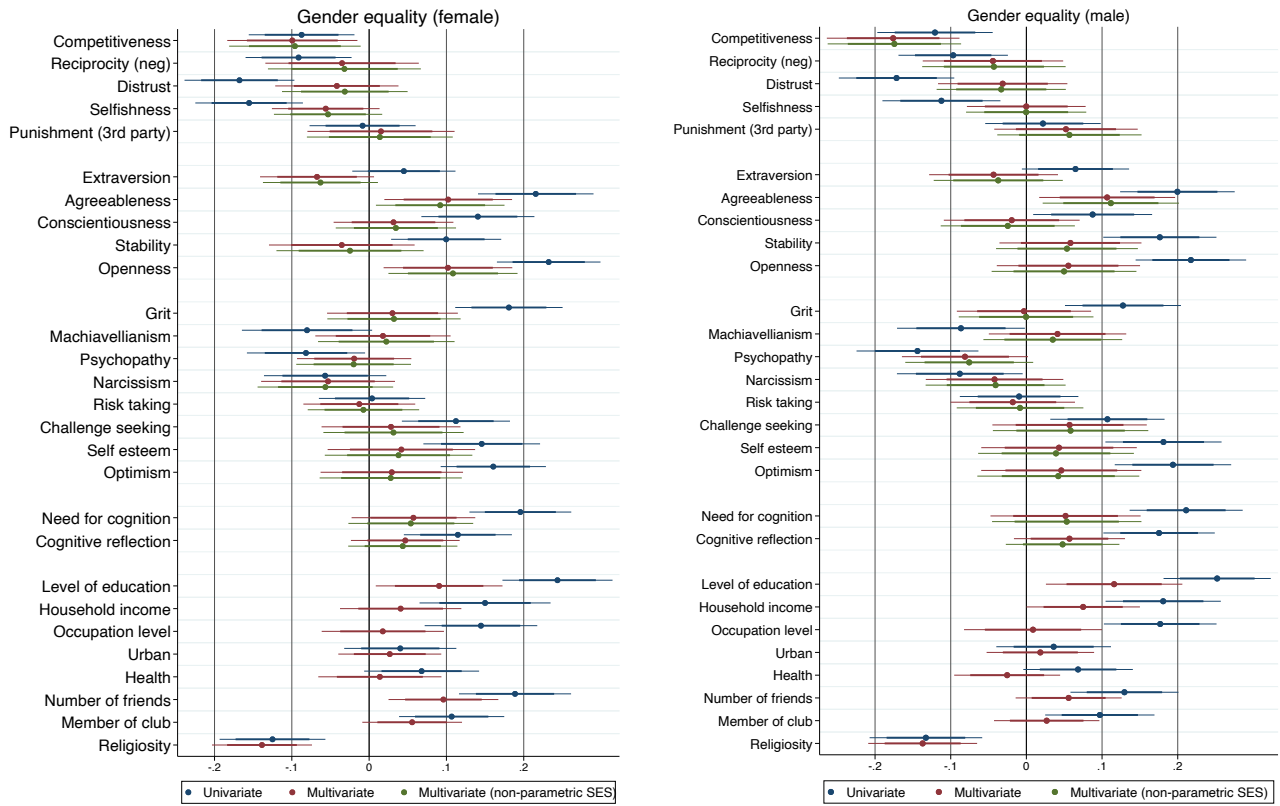 Gender equality (female)
Competitiveness
Reciprocity (neg)
Distrust
Selfishness
Punishment (3rd party)
Extraversion
Agreeableness
Conscientiousness
Stability
Openness
Grit
Machiavellianism
Psychopathy
Narcissism
Risk taking
Challenge seeking
Self esteem
Optimism
Need for cognition
Cognitive reflection
Level of education
Household income
Occupation level
Urban
Health
Number of friends
Member of club
Religiosity
-.2 -.1 0 .1 .2
Univariate Multivariate Multivariate (non-parametric SES)
Gender equality (male)
Competitiveness
Reciprocity (neg)
Distrust
Selfishness
Punishment (3rd party)
Extraversion
Agreeableness
Conscientiousness
Stability
Openness
Grit
Machiavellianism
Psychopathy
Narcissism
Risk taking
Challenge seeking
Self esteem
Optimism
Need for cognition
Cognitive reflection
Level of education
Household income
Occupation level
Urban
Health
Number of friends
Member of club
Religiosity
-.2 -.1 0 .1 .2
Univariate Multivariate Multivariate (non-parametric SES)